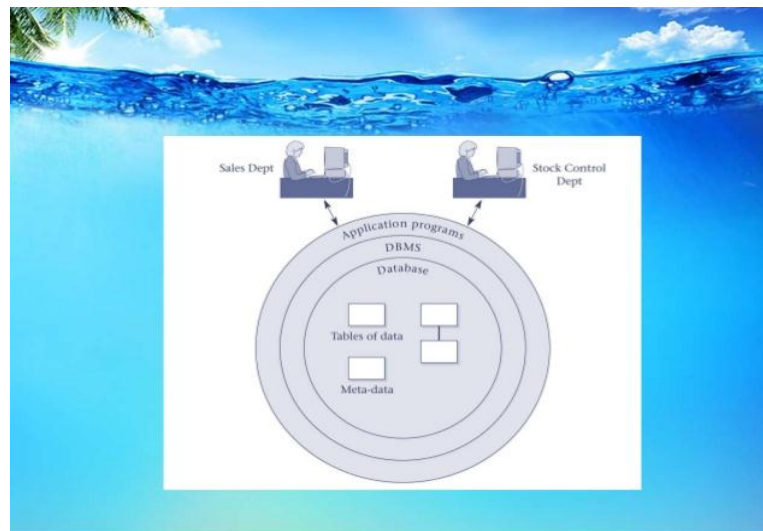 Sales Dept
Stock Control
Dept
Application programs
DBMS
Database
Tables of data
Meta-data